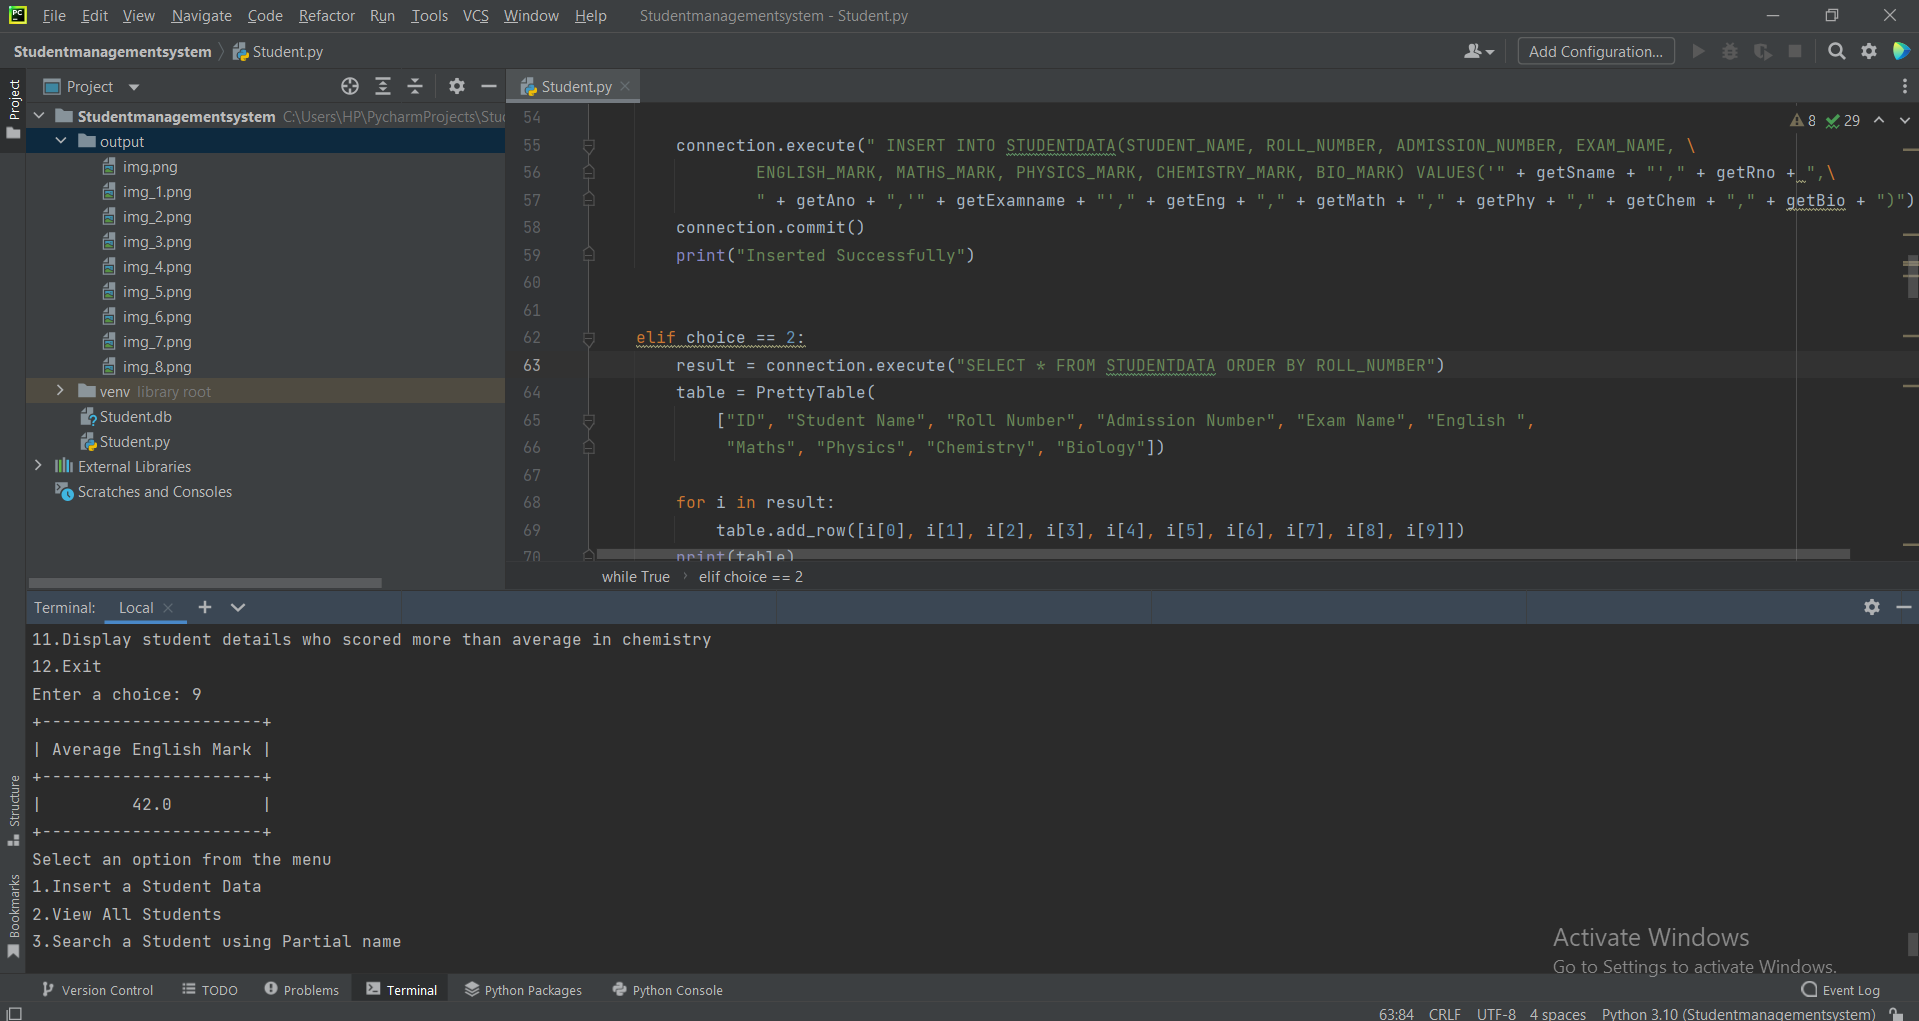 PC File Edit View Navigate Code Refactor Run Tools VCS Window Help Studentmanagementsystem - Student.py
Studentmanagementsystem Student.py Add Configuration...
Project
Project
Studentmanagementsystem C:\Users\HP\PycharmProjects\Stu
output
img.png
img_1.png
img_2.png
img_3.png
img_4.png
img_5.png
img_6.png
img_7.png
img_8.png
venv library root
Student.db
Student.py
External Libraries
Scratches and Consoles
Student.py
8 29
54
55 connection.execute(" INSERT INTO STUDENTDATA(STUDENT_NAME, ROLL_NUMBER, ADMISSION_NUMBER, EXAM_NAME, \
56 ENGLISH_MARK, MATHS_MARK, PHYSICS_MARK, CHEMISTRY_MARK, BIO_MARK) VALUES('" + getSname + "'," + getRno + ",\
57 " + getAno + ",'" + getExamname + "'," + getEng + "," + getMath + "," + getPhy + "," + getChem + "," + getBio + ")")
58 connection.commit()
59 print("Inserted Successfully")
60
61
62 elif choice == 2:
63 result = connection.execute("SELECT * FROM STUDENTDATA ORDER BY ROLL_NUMBER")
64 table = PrettyTable(
65 ["ID", "Student Name", "Roll Number", "Admission Number", "Exam Name", "English ",
66 "Maths", "Physics", "Chemistry", "Biology"])
67
68 for i in result:
69 table.add_row([i[0], i[1], i[2], i[3], i[4], i[5], i[6], i[7], i[8], i[9]])
70 print(table)
while True elif choice == 2
Terminal: Local
11.Display student details who scored more than average in chemistry
12.Exit
Enter a choice: 9
+----------------------+
| Average English Mark |
+----------------------+
| 42.0 |
+----------------------+
Select an option from the menu
1.Insert a Student Data
2.View All Students
3.Search a Student using Partial name
Structure
Bookmarks
Activate Windows
Go to Settings to activate Windows.
Version Control TODO Problems Terminal Python Packages Python Console Event Log
63:84 CRLF UTF-8 4 spaces Python 3.10 (Studentmanagementsystem)